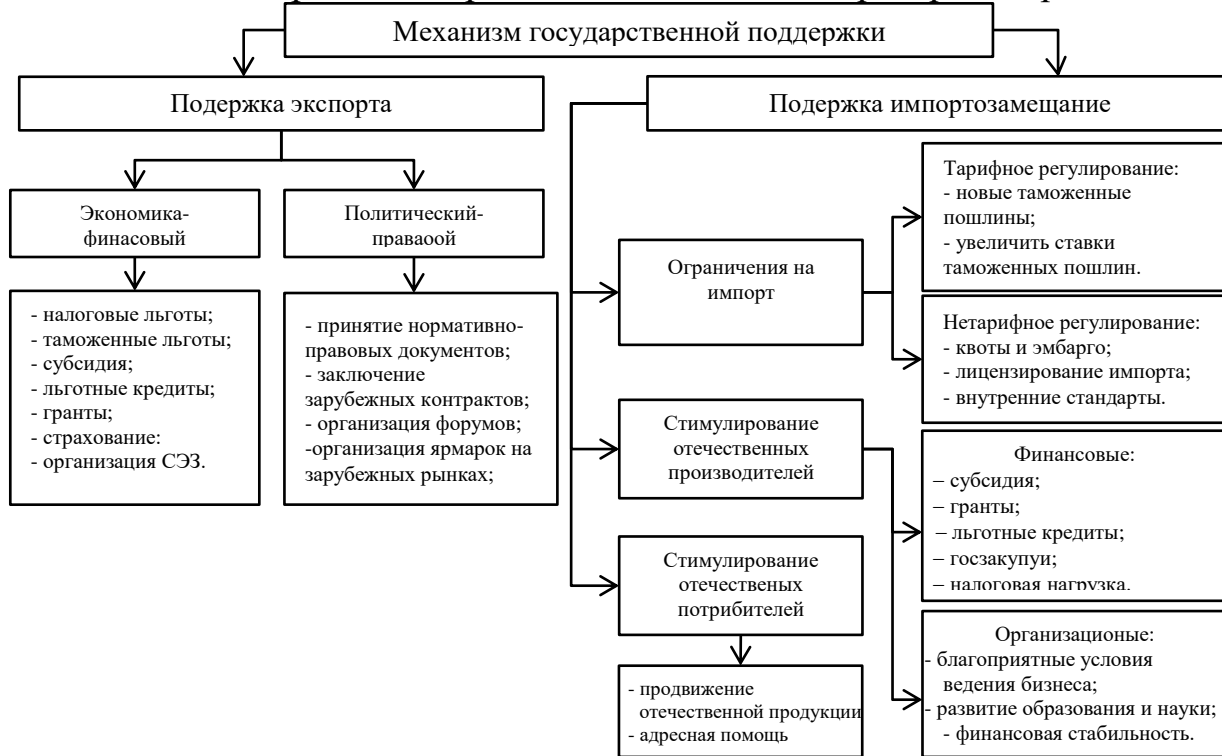 Механизм государственной поддержки
Подержка экспорта
Подержка импортозамещание
Экономика-
финасовый
Политический-
праваоой
- налоговые льготы;
- таможенные льготы;
- субсидия;
- льготные кредиты;
- гранты;
- страхование:
- организация СЭЗ.
- принятие нормативно-
правовых документов;
- заключение
зарубежных контрактов;
- организация форумов;
-организация ярмарок на
зарубежных рынках;
Ограничения на
импорт
Тарифное регулирование:
- новые таможенные
пошлины;
- увеличить ставки
таможенных пошлин.
Нетарифное регулирование:
- квоты и эмбарго;
- лицензирование импорта;
- внутренние стандарты.
Стимулирование
отечественных
производителей
Финансовые:
– субсидия;
– гранты;
– льготные кредиты;
– госзакупуи;
– налоговая нагрузка.
Организационые:
- благоприятные условия
ведения бизнеса;
- развитие образования и науки;
- финансовая стабильность.
Стимулирование
отечественых
потрибителей
- продвижение
отечественной продукции
- адресная помощь